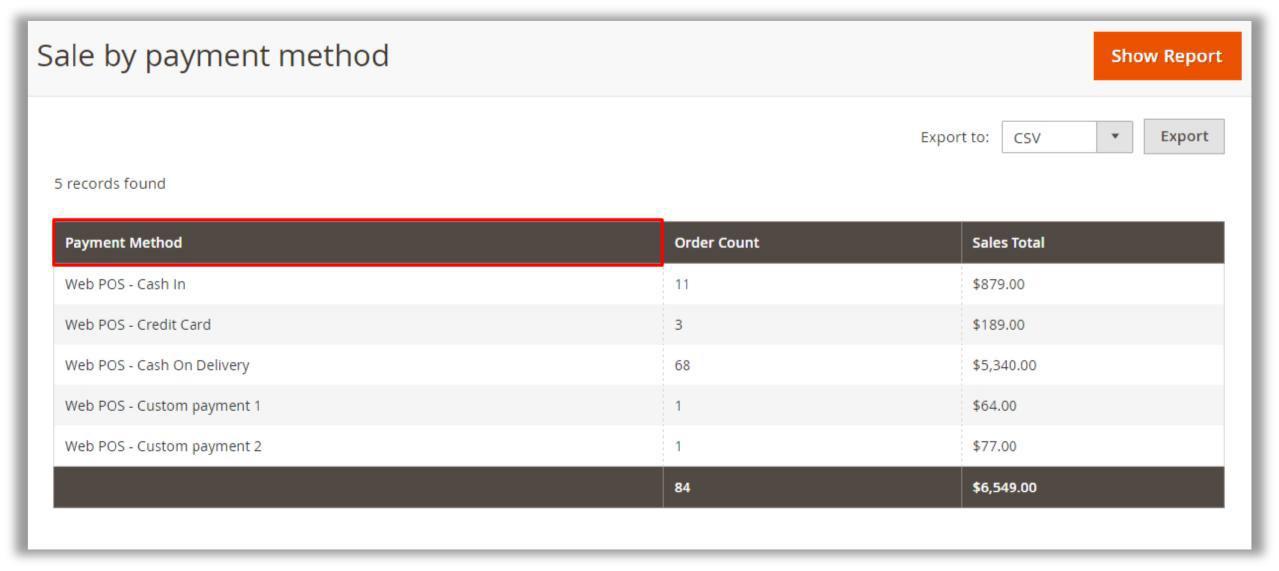 Sale by payment method
Show Report
Export to: CSV Export
5 records found
Payment Method Order Count Sales Total
Web POS - Cash In 11 $879.00
Web POS - Credit Card 3 $189.00
Web POS - Cash On Delivery 68 $5,340.00
Web POS - Custom payment 1 1 $64.00
Web POS - Custom payment 2 1 $77.00
84 $6,549.00